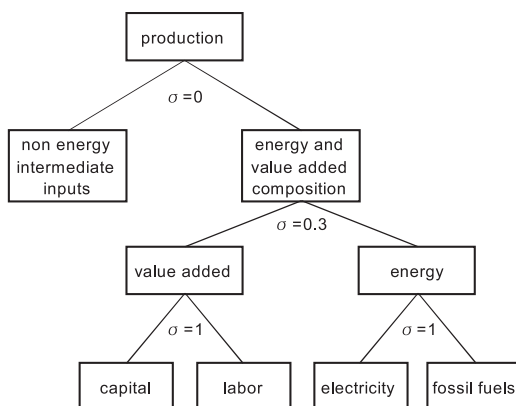 production
σ=0
non energy
intermediate
inputs
energy and
value added
composition
σ=0.3
value added
energy
σ=1
σ=1
capital
labor
electricity
fossil fuels